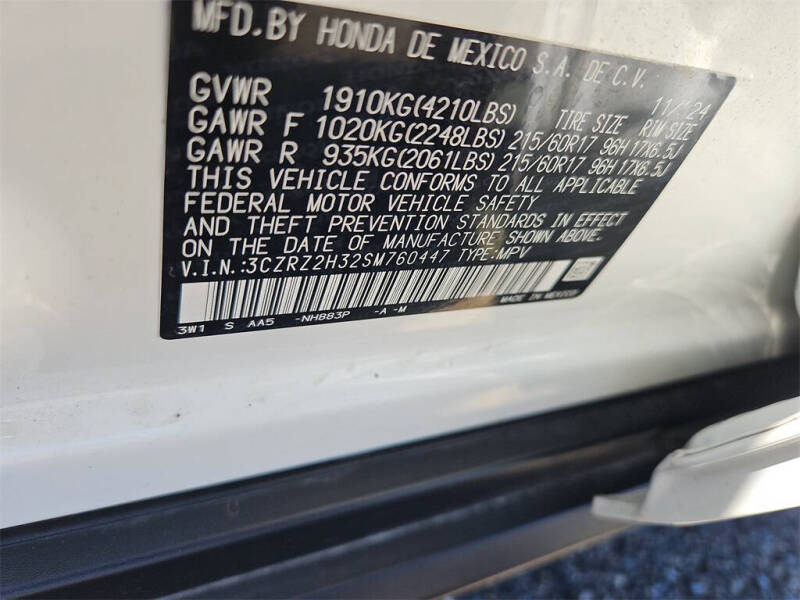 MFD. BY HONDA DE MEXICO S.A. DE C.V.
11/24
GVWR 1910KG(4210LBS) TIRE SIZE RIM SIZE
GAWR F 1020KG(2248LBS) 215/60R17 96H 17X6.5J
GAWR R 935KG(2061LBS) 215/60R17 96H 17X6.5J
THIS VEHICLE CONFORMS TO ALL APPLICABLE
FEDERAL MOTOR VEHICLE SAFETY
AND THEFT PREVENTION STANDARDS IN EFFECT
ON THE DATE OF MANUFACTURE SHOWN ABOVE.
V.I.N.:3CZRZ2H32SM760447 TYPE:MPV
MADE IN MEXICO
3W1 S AA5 -NH883P -A -M